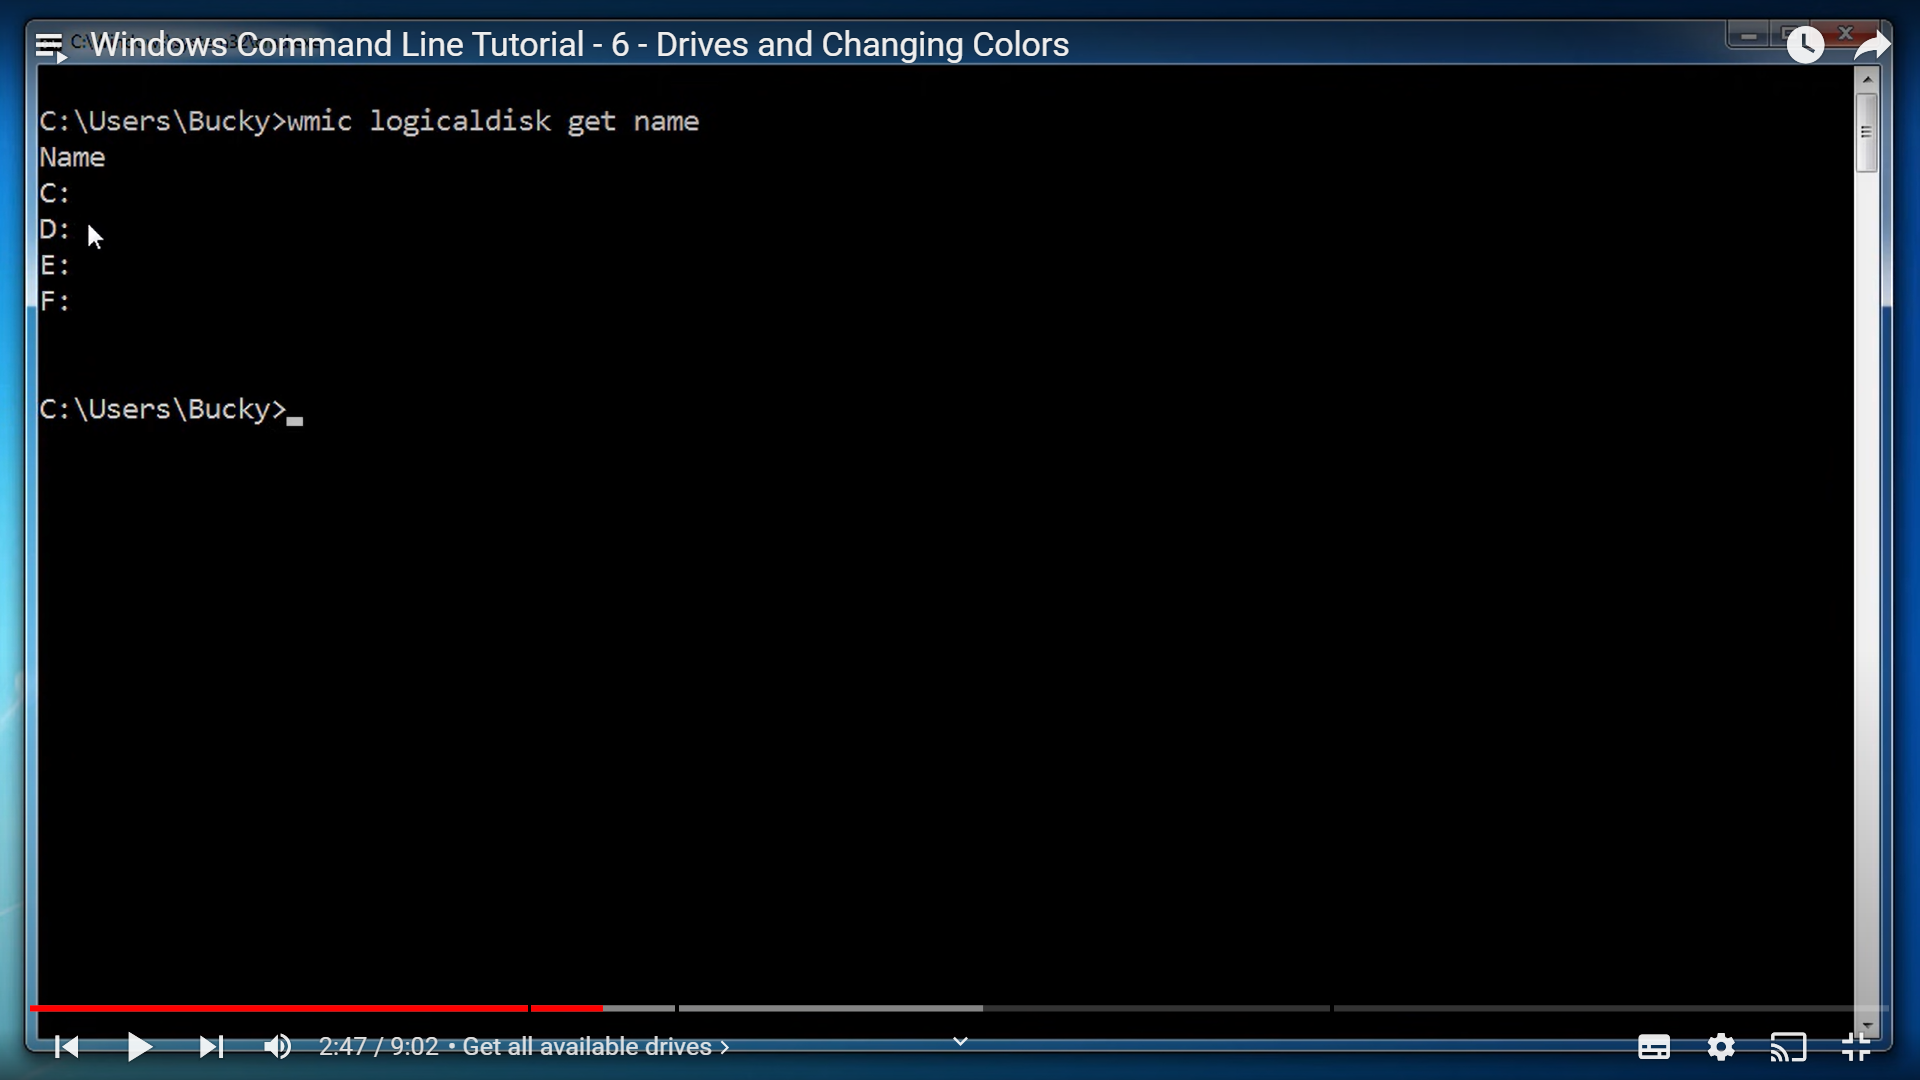 Windows Command Line Tutorial - 6 - Drives and Changing Colors
C:\Users\Bucky>wmic logicaldisk get name
Name
C:
D:
E:
F:
C:\Users\Bucky>_
2:47 / 9:02 • Get all available drives >